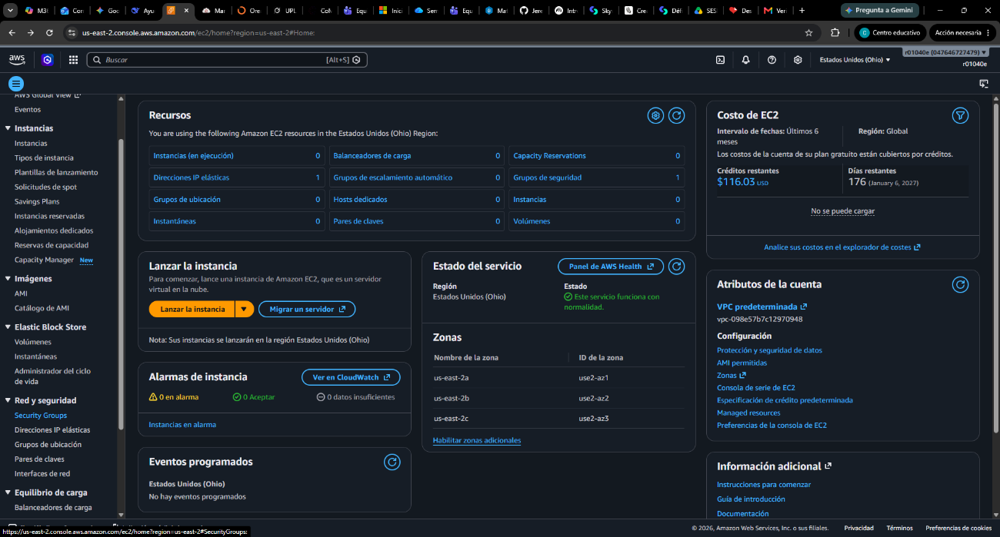 Goo
Ayu
Mar
Ore
UPL
Equ
Inic
Sen
Equ
Mat
Jere
Intr
Sky
Cre
Des
Ver
Pregunta a Gemini
us-east-2.console.aws.amazon.com/ec2/home?region=us-east-2#Home:
Centro educativo
Acción necesaria
aws
Buscar
[Alt+S]
Estados Unidos (Ohio)
r01040e (047646727479)
r01040e
AWS Global View
Eventos
Instancias
Instancias
Tipos de instancia
Plantillas de lanzamiento
Solicitudes de spot
Savings Plans
Instancias reservadas
Alojamientos dedicados
Reservas de capacidad
Capacity Manager New
Imágenes
AMI
Catálogo de AMI
Elastic Block Store
Volúmenes
Instantáneas
Administrador del ciclo
de vida
Red y seguridad
Security Groups
Direcciones IP elásticas
Grupos de ubicación
Pares de claves
Interfaces de red
Equilibrio de carga
Balanceadores de carga
Recursos
You are using the following Amazon EC2 resources in the Estados Unidos (Ohio) Region:
Instancias (en ejecución) 0
Balanceadores de carga 0
Capacity Reservations 0
Direcciones IP elásticas 1
Grupos de escalamiento automático 0
Grupos de seguridad 1
Grupos de ubicación 0
Hosts dedicados 0
Instancias 0
Instantáneas 0
Pares de claves 0
Volúmenes 0
Lanzar la instancia
Para comenzar, lance una instancia de Amazon EC2, que es un servidor
virtual en la nube.
Lanzar la instancia
Migrar un servidor
Nota: Sus instancias se lanzarán en la región Estados Unidos (Ohio)
Alarmas de instancia
Ver en CloudWatch
0 en alarma
0 Aceptar
0 datos insuficientes
Instancias en alarma
Eventos programados
Estados Unidos (Ohio)
No hay eventos programados
Estado del servicio
Panel de AWS Health
Región
Estados Unidos (Ohio)
Estado
Este servicio funciona con
normalidad.
Zonas
Nombre de la zona ID de la zona
us-east-2a use2-az1
us-east-2b use2-az2
us-east-2c use2-az3
Habilitar zonas adicionales
Costo de EC2
Intervalo de fechas: Últimos 6
meses
Región: Global
Los costos de la cuenta de su plan gratuito están cubiertos por créditos.
Créditos restantes
$116.03 USD
Días restantes
176 (January 6, 2027)
No se puede cargar
Analice sus costos en el explorador de costes
Atributos de la cuenta
VPC predeterminada
vpc-098e57b7c12970948
Configuración
Protección y seguridad de datos
AMI permitidas
Zonas
Consola de serie de EC2
Especificación de crédito predeterminada
Managed resources
Preferencias de la consola de EC2
Información adicional
Instrucciones para comenzar
Guía de introducción
Documentación
https://us-east-2.console.aws.amazon.com/ec2/home?region=us-east-2#SecurityGroups:
© 2026, Amazon Web Services, Inc. o sus filiales.
Privacidad
Términos
Preferencias de cookies